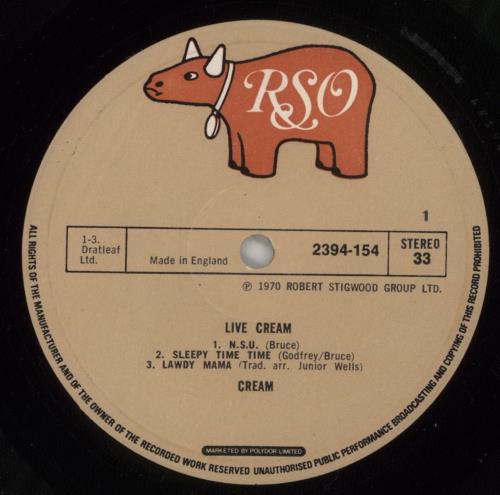 RSO
1
1-3.
Dratleaf
Ltd.
Made in England
2394-154
STEREO
33
℗ 1970 ROBERT STIGWOOD GROUP LTD.
LIVE CREAM
1. N.S.U. (Bruce)
2. SLEEPY TIME TIME (Godfrey/Bruce)
3. LAWDY MAMA (Trad. arr. Junior Wells)
CREAM
MARKETED BY POLYDOR LIMITED
ALL RIGHTS OF THE MANUFACTURER AND OF THE OWNER OF THE RECORDED WORK RESERVED UNAUTHORISED PUBLIC PERFORMANCE BROADCASTING AND COPYING OF THIS RECORD PROHIBITED